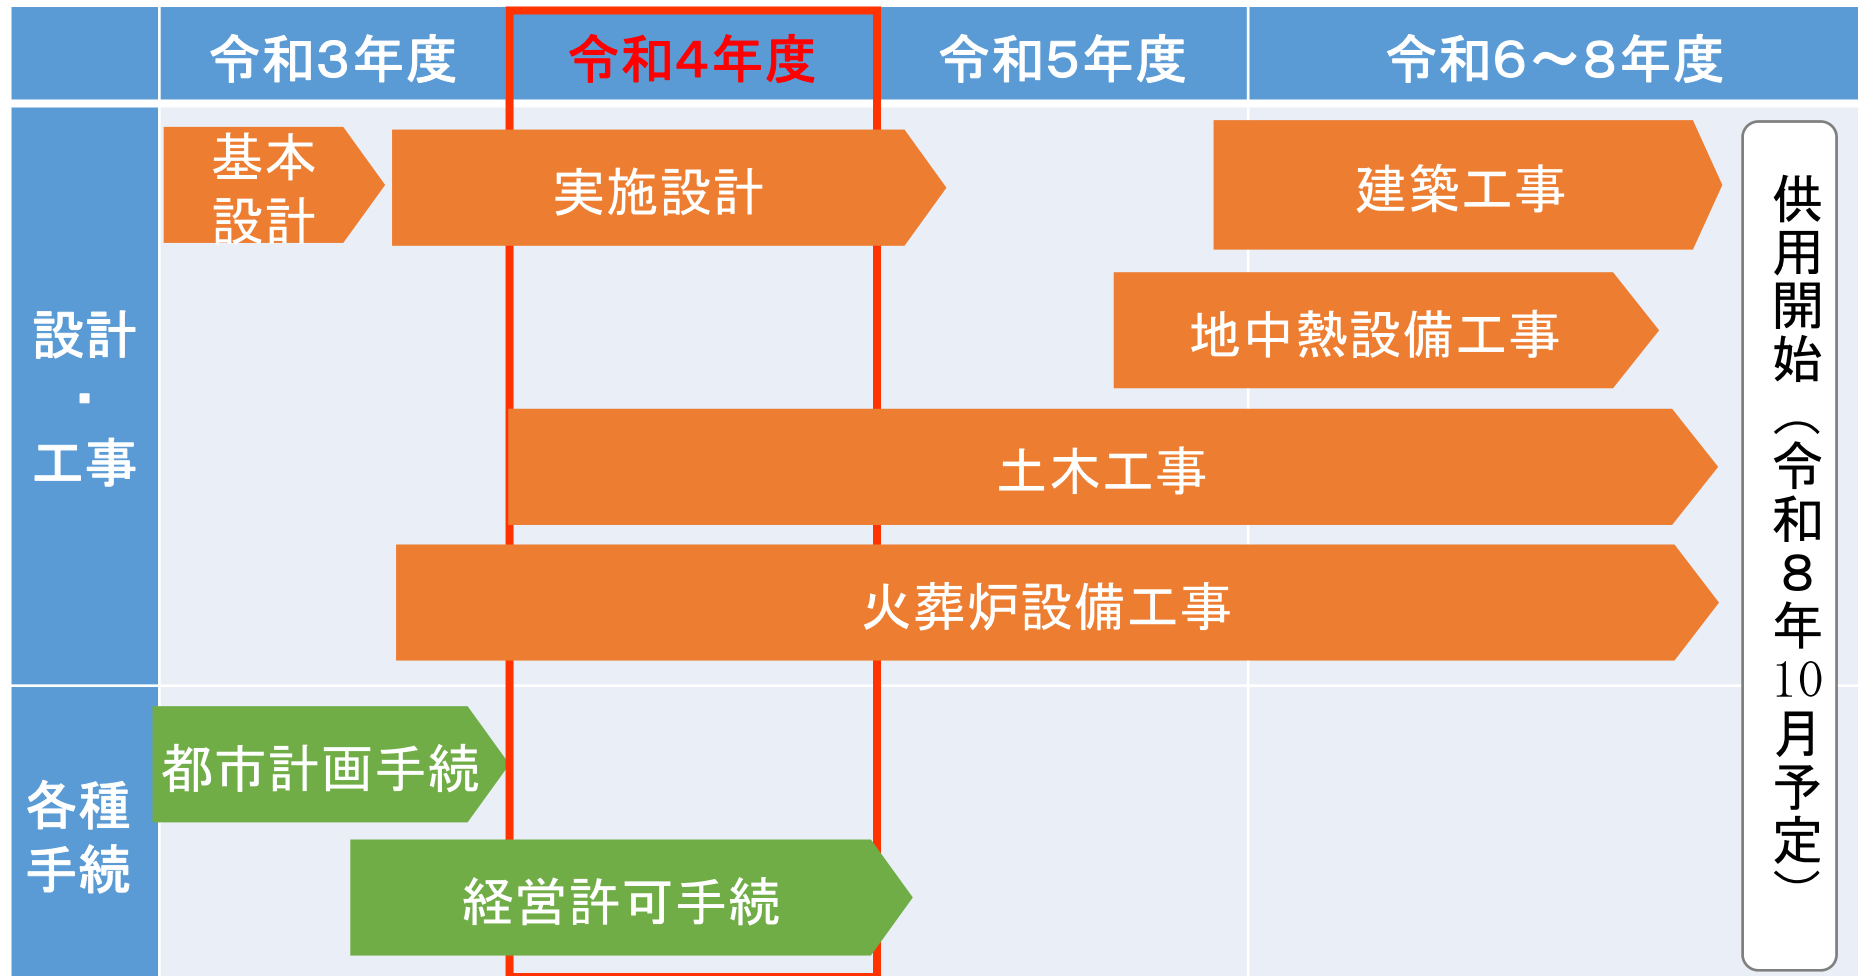 令和3年度
令和4年度
令和5年度
令和6～8年度
設計
・
工事
基本
設計
実施設計
建築工事
地中熱設備工事
土木工事
火葬炉設備工事
各種
手続
都市計画手続
経営許可手続
供用開始（令和8年10月予定）